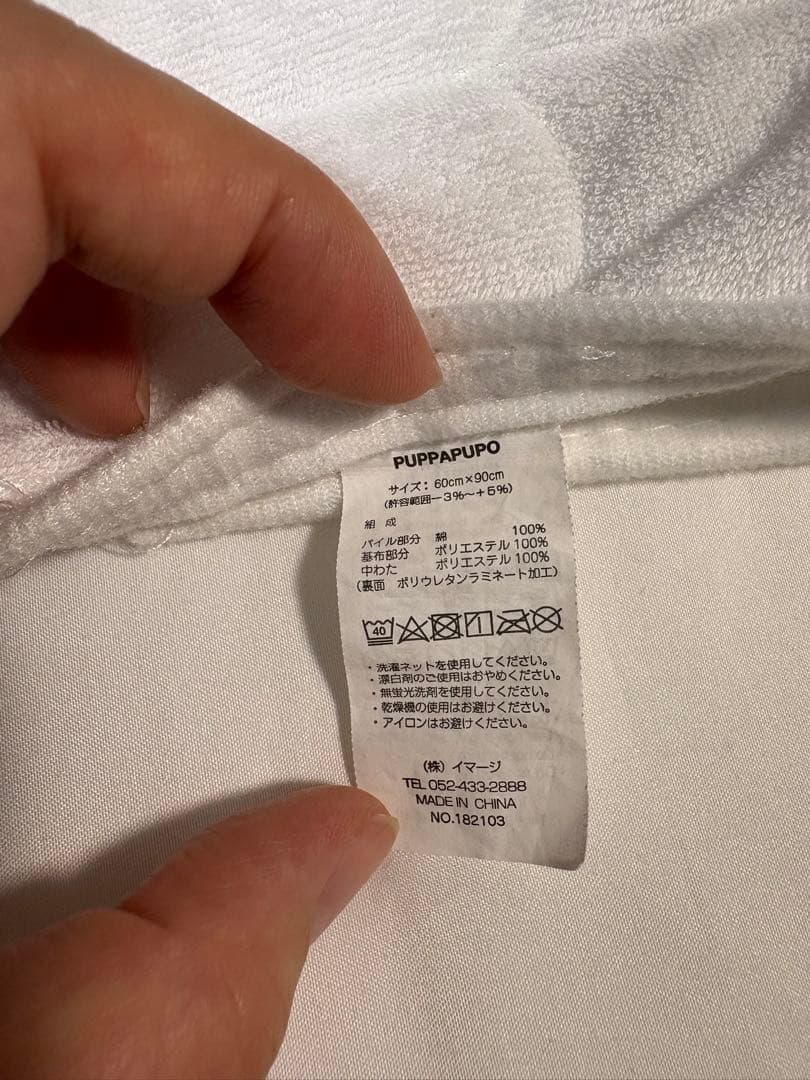 PUPPAPUPO
サイズ：60cm×90cm
(許容範囲－3%～＋5%)
組 成
パイル部分 綿 100%
基布部分 ポリエステル 100%
中わた ポリエステル 100%
(裏面 ポリウレタンラミネート加工)
40
・洗濯ネットを使用してください。
・漂白剤のご使用はおやめください。
・無蛍光洗剤を使用してください。
・乾燥機の使用はお避けください。
・アイロンはお避けください。
(株) イマージ
TEL 052-433-2888
MADE IN CHINA
NO.182103